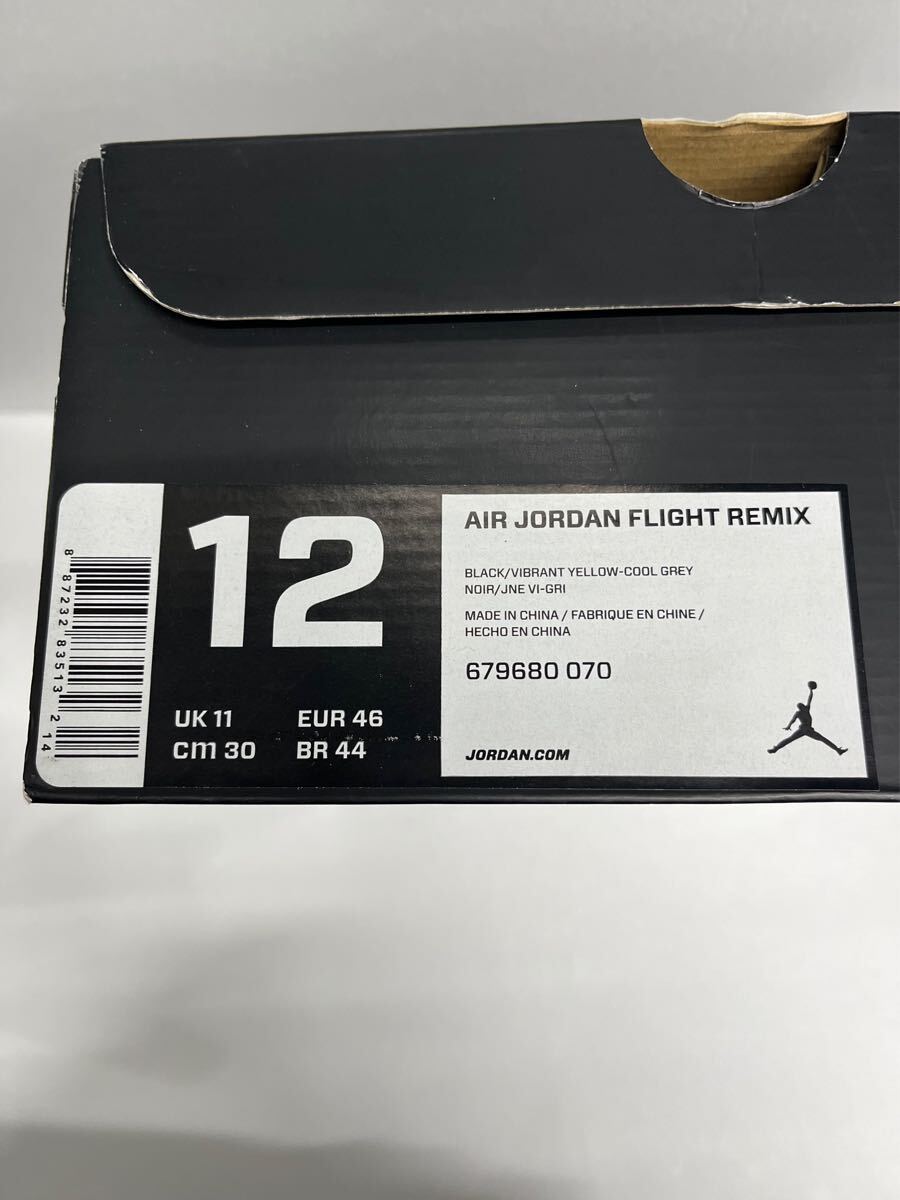 8 87232 83513 2 14
12
UK 11 EUR 46
cm 30 BR 44
AIR JORDAN FLIGHT REMIX
BLACK/VIBRANT YELLOW-COOL GREY
NOIR/JNE VI-GRI
MADE IN CHINA / FABRIQUE EN CHINE /
HECHO EN CHINA
679680 070
JORDAN.COM